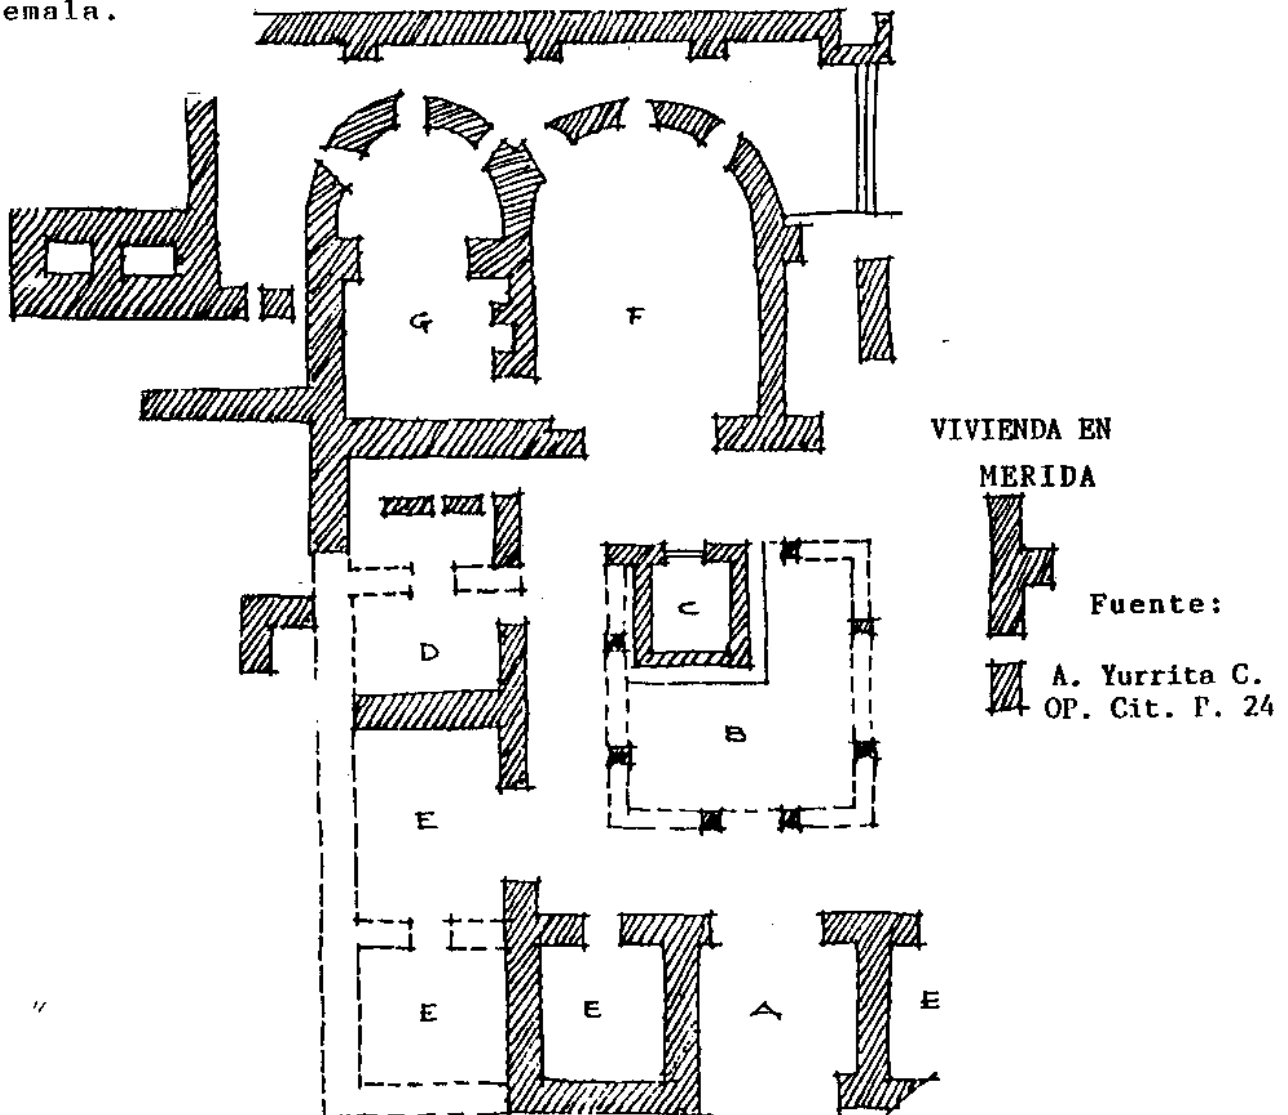 emala.
G
F
VIVIENDA EN
MERIDA
C
Fuente:
D
A. Yurrita C.
OP. Cit. P. 24
B
E
E
E
A
E